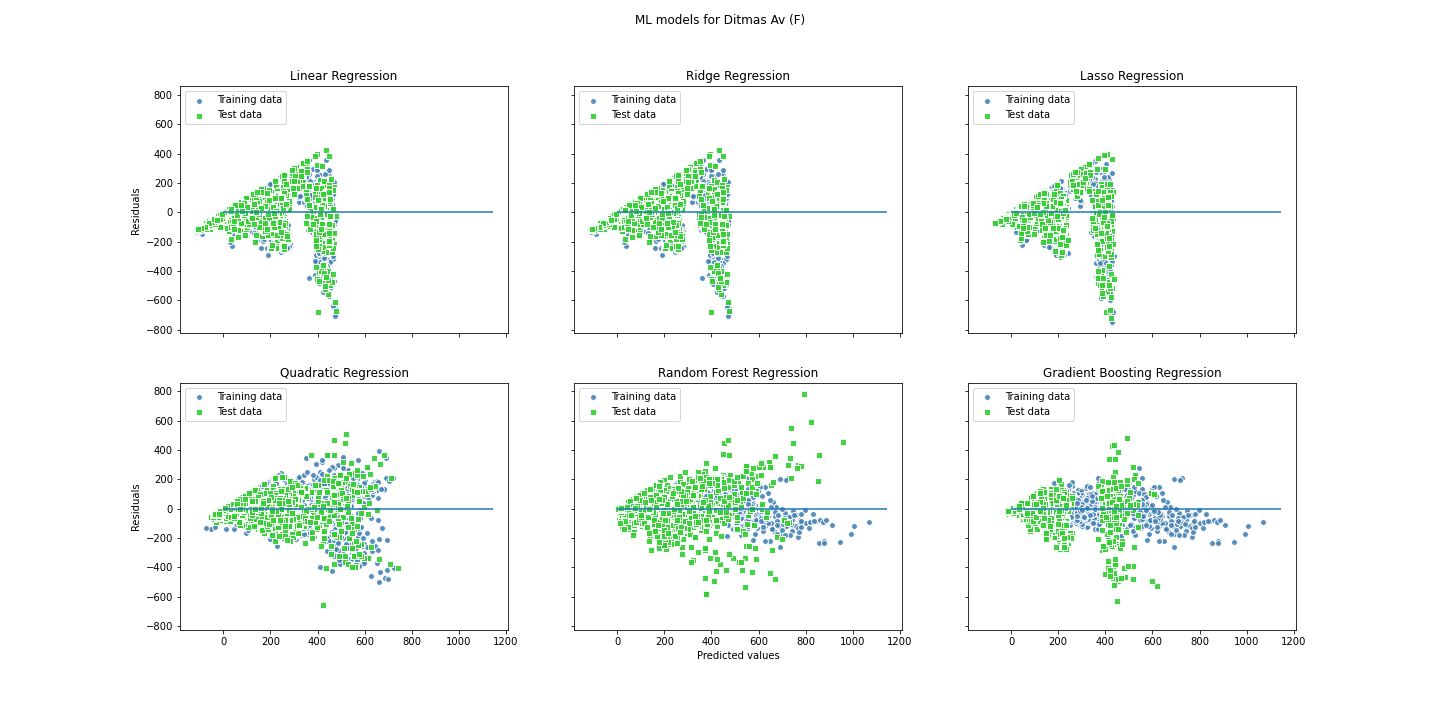 ML models for Ditmas Av (F)
Linear Regression
Ridge Regression
Lasso Regression
Training data
Test data
Training data
Test data
Training data
Test data
800
600
400
200
0
−200
−400
−600
−800
Residuals
Quadratic Regression
Random Forest Regression
Gradient Boosting Regression
Training data
Test data
Training data
Test data
Training data
Test data
800
600
400
200
0
−200
−400
−600
−800
Residuals
0 200 400 600 800 1000 1200
0 200 400 600 800 1000 1200
0 200 400 600 800 1000 1200
Predicted values